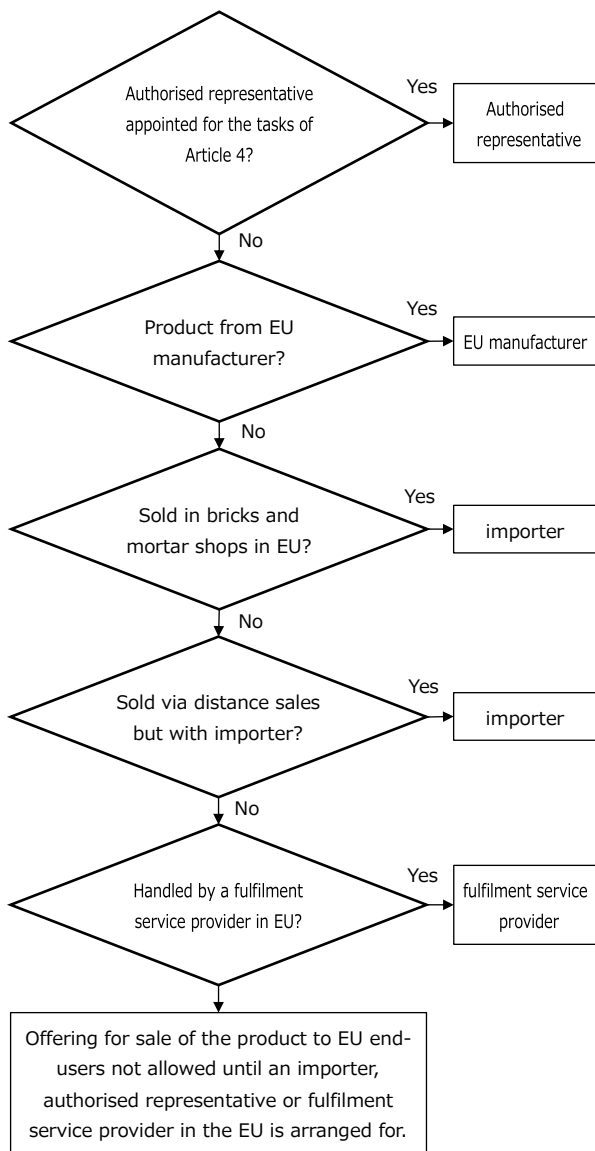 Authorised representative
appointed for the tasks of
Article 4?
Yes
Authorised
representative
No
Product from EU
manufacturer?
Yes
EU manufacturer
No
Sold in bricks and
mortar shops in EU?
Yes
importer
No
Sold via distance sales
but with importer?
Yes
importer
No
Handled by a fulfilment
service provider in EU?
Yes
fulfilment service
provider
Offering for sale of the product to EU end-
users not allowed until an importer,
authorised representative or fulfilment
service provider in the EU is arranged for.